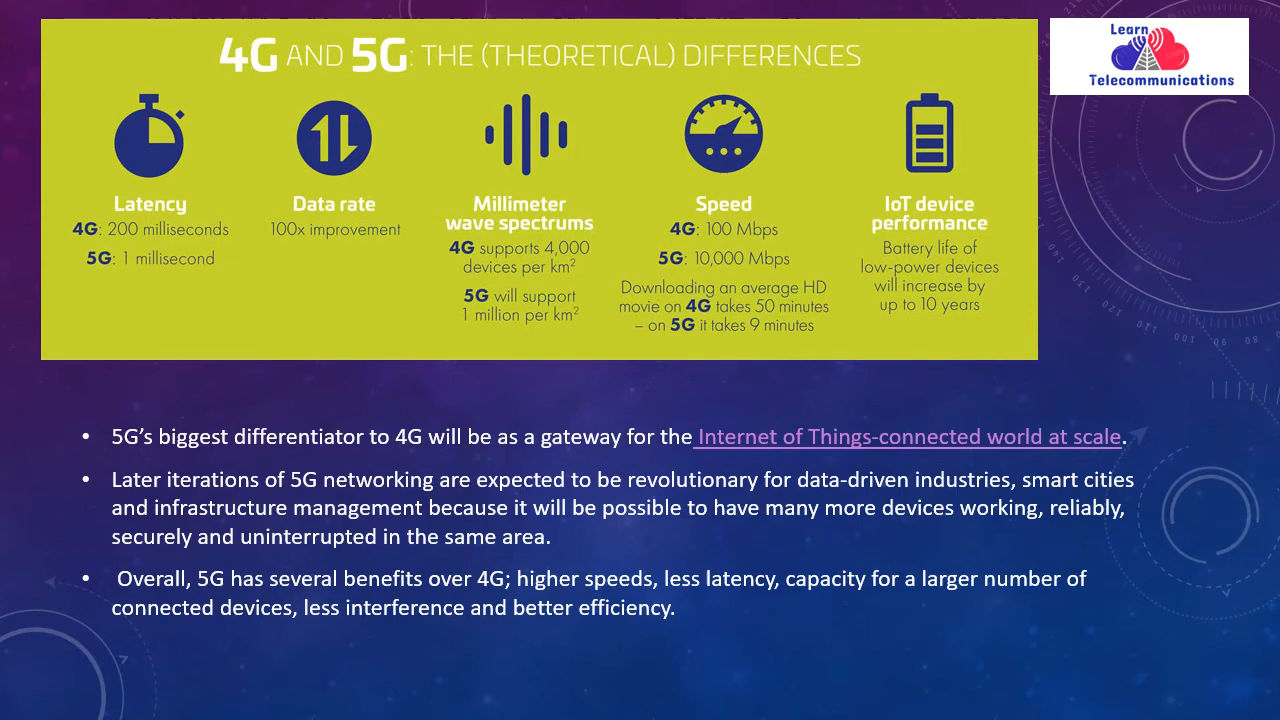 4G AND 5G: THE (THEORETICAL) DIFFERENCES
Learn
Telecommunications
Latency
4G: 200 milliseconds
5G: 1 millisecond
Data rate
100x improvement
Millimeter
wave spectrums
4G supports 4,000
devices per km²
5G will support
1 million per km²
Speed
4G: 100 Mbps
5G: 10,000 Mbps
Downloading an average HD
movie on 4G takes 50 minutes
– on 5G it takes 9 minutes
IoT device
performance
Battery life of
low-power devices
will increase by
up to 10 years
• 5G’s biggest differentiator to 4G will be as a gateway for the Internet of Things-connected world at scale.
• Later iterations of 5G networking are expected to be revolutionary for data-driven industries, smart cities
and infrastructure management because it will be possible to have many more devices working, reliably,
securely and uninterrupted in the same area.
• Overall, 5G has several benefits over 4G; higher speeds, less latency, capacity for a larger number of
connected devices, less interference and better efficiency.